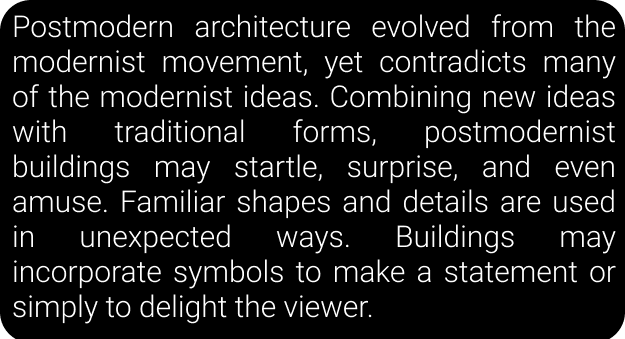 Postmodern architecture evolved from the
modernist movement, yet contradicts many
of the modernist ideas. Combining new ideas
with traditional forms, postmodernist
buildings may startle, surprise, and even
amuse. Familiar shapes and details are used
in unexpected ways. Buildings may
incorporate symbols to make a statement or
simply to delight the viewer.